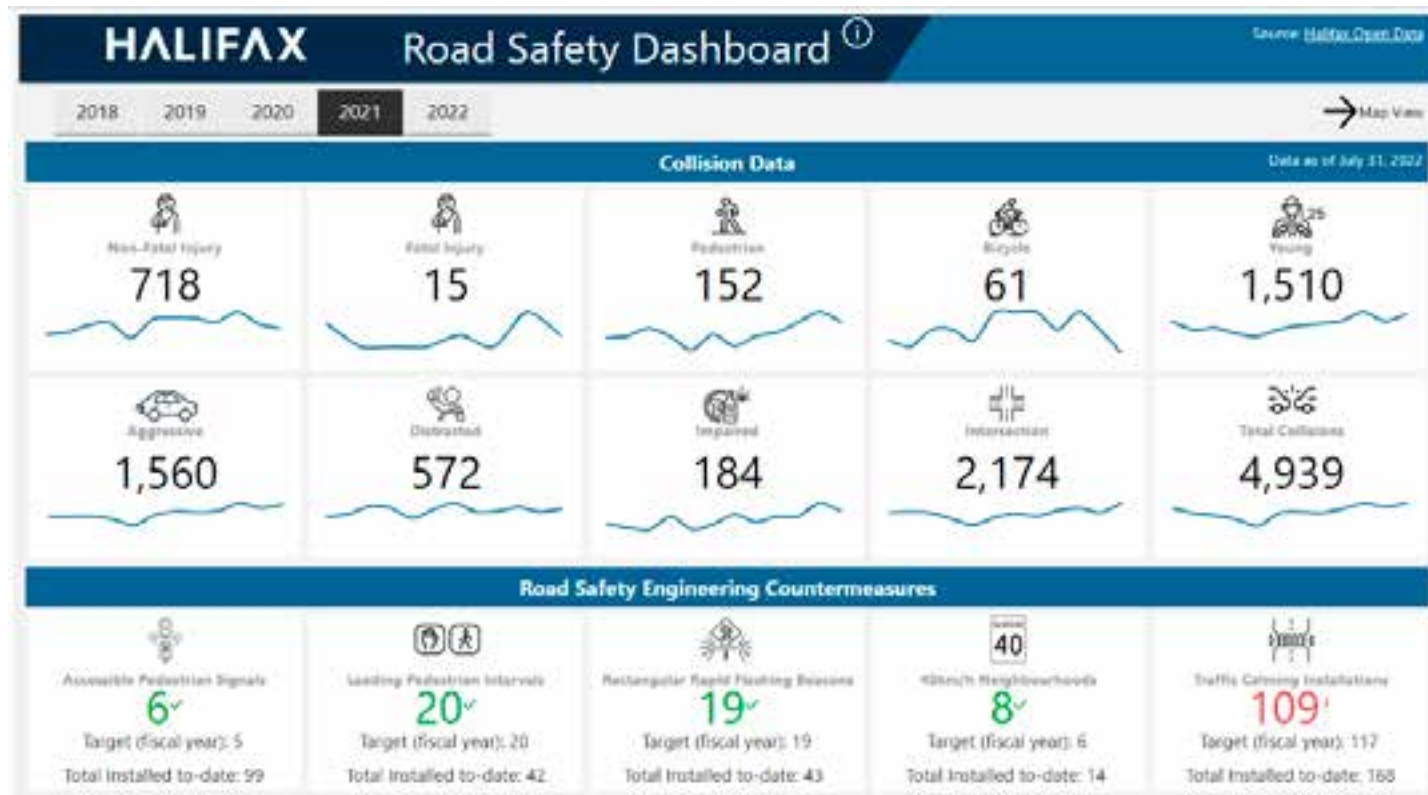 HALIFAX
Road Safety Dashboard
Source: Halifax Open Data
2018 2019 2020 2021 2022
Map View
Collision Data
Data as of July 31, 2022
Non-Fatal Injury
718
Fatal Injury
15
Pedestrian
152
Bicycle
61
25
Young
1,510
Aggressive
1,560
Distracted
572
Impaired
184
Intersection
2,174
Total Collisions
4,939
Road Safety Engineering Countermeasures
Accessible Pedestrian Signals
6
Target (fiscal year): 5
Total Installed to-date: 99
Leading Pedestrian Intervals
20
Target (fiscal year): 20
Total Installed to-date: 42
Rectangular Rapid Flashing Beacons
19
Target (fiscal year): 19
Total Installed to-date: 43
40
40km/h Neighbourhoods
8
Target (fiscal year): 6
Total Installed to-date: 14
Traffic Calming Installations
109!
Target (fiscal year): 117
Total Installed to-date: 168